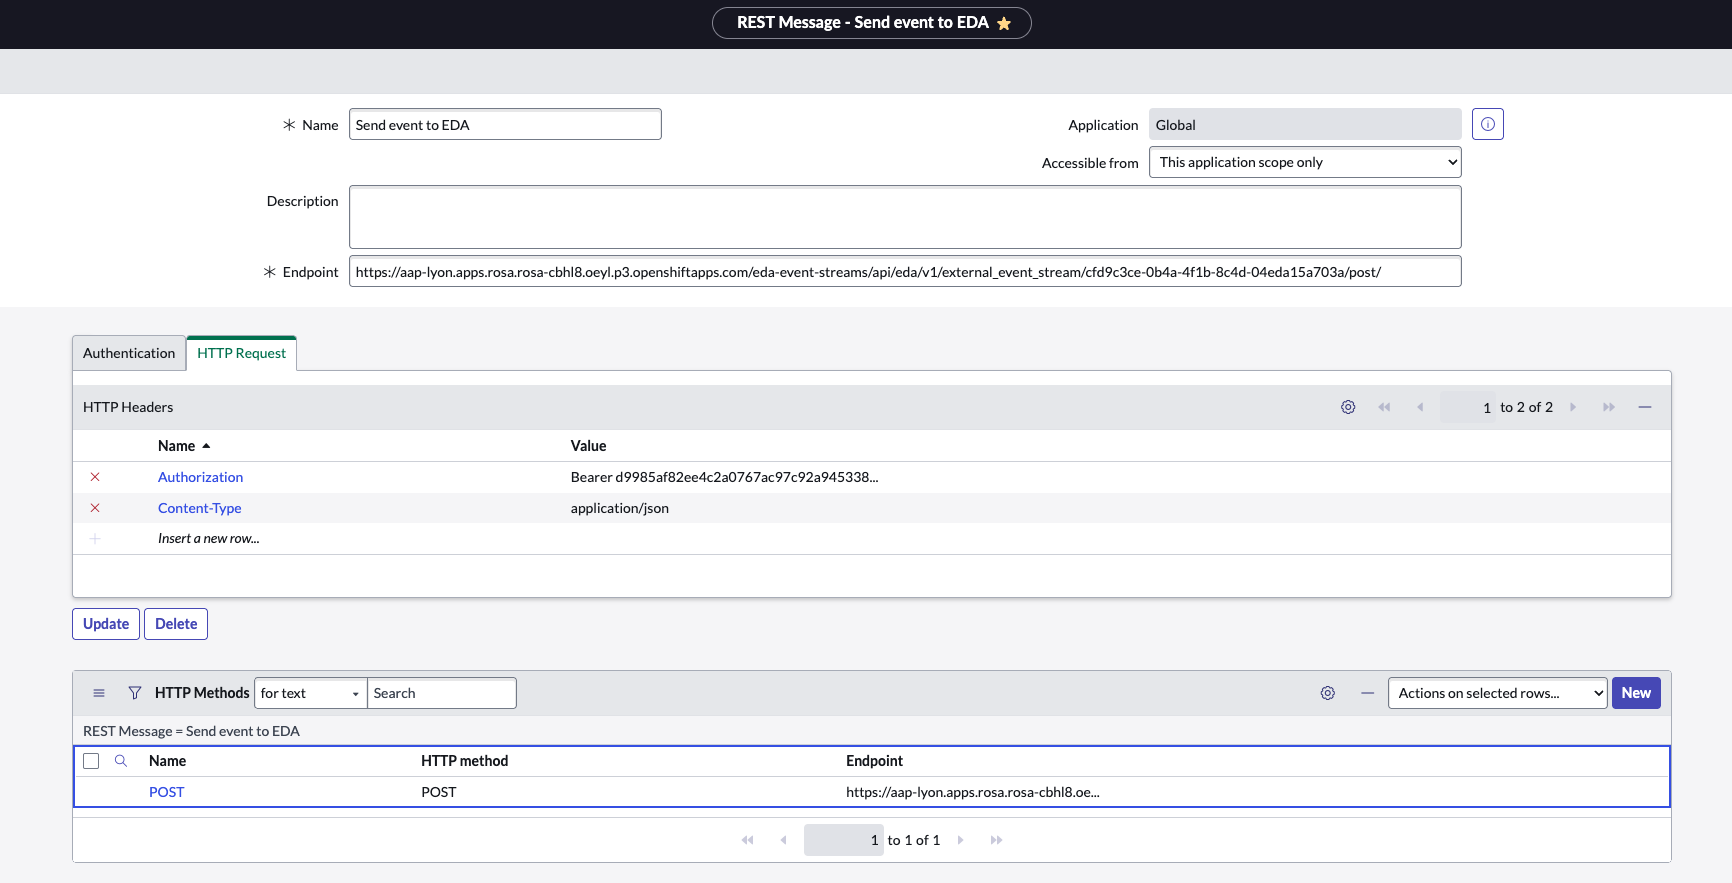 REST Message - Send event to EDA
Name
Send event to EDA
Application
Global
Accessible from
This application scope only
Description
Endpoint
https://aap-lyon.apps.rosa.rosa-cbhl8.oeyl.p3.openshiftapps.com/eda-event-streams/api/eda/v1/external_event_stream/cfd9c3ce-0b4a-4f1b-8c4d-04eda15a703a/post/
Authentication
HTTP Request
HTTP Headers
1 to 2 of 2
Name Value
Authorization Bearer d9985af82ee4c2a0767ac97c92a945338...
Content-Type application/json
Insert a new row...
Update Delete
HTTP Methods for text Search Actions on selected rows... New
REST Message = Send event to EDA
Name HTTP method Endpoint
POST POST https://aap-lyon.apps.rosa.rosa-cbhl8.oe...
1 to 1 of 1